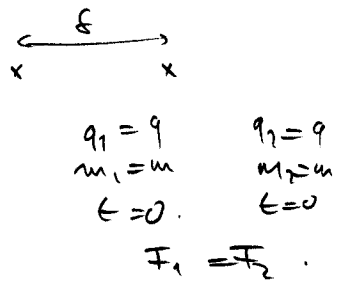 δ
x x
q₁ = q q₂ = q
m₁ = m m₂ = m
t = 0. t = 0
F₁ = F₂ .